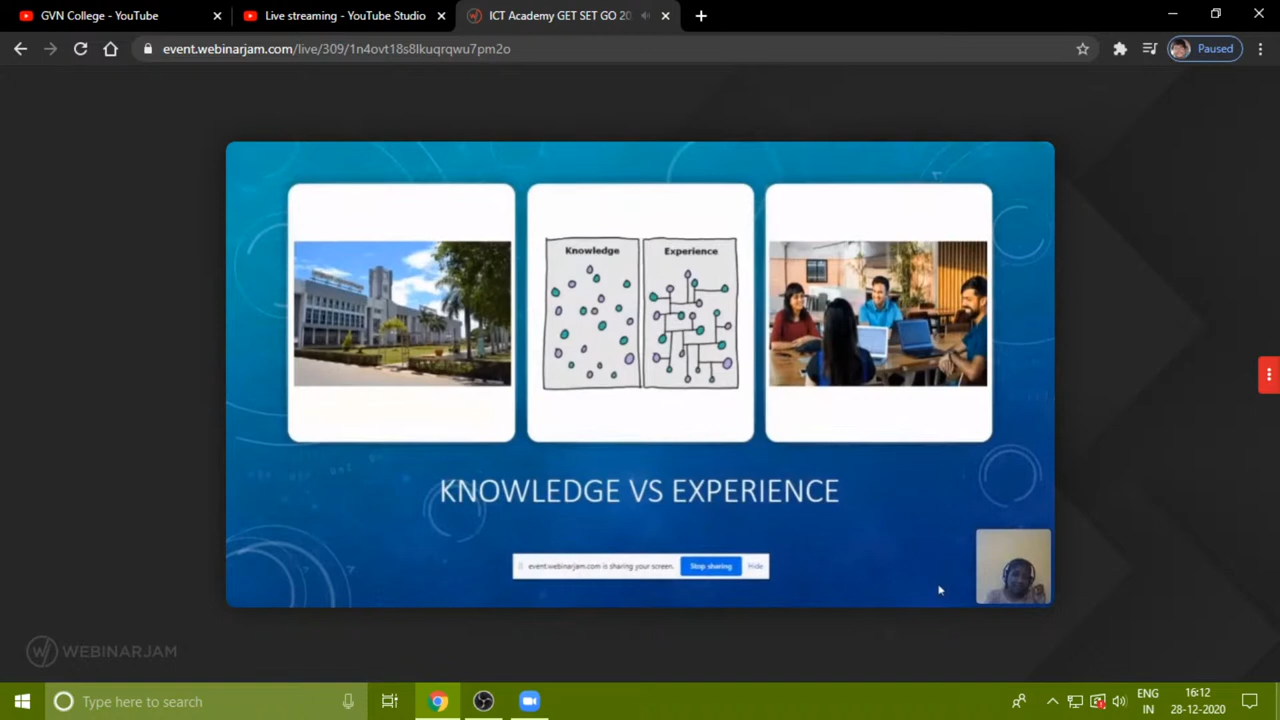 GVN College - YouTube
Live streaming - YouTube Studio
ICT Academy GET SET GO 20
event.webinarjam.com/live/309/1n4ovt18s8lkuqrqwu7pm2o
Paused
Knowledge
Experience
KNOWLEDGE VS EXPERIENCE
event.webinarjam.com is sharing your screen.
Stop sharing
Hide
WEBINARJAM
Type here to search
ENG
IN
16:12
28-12-2020